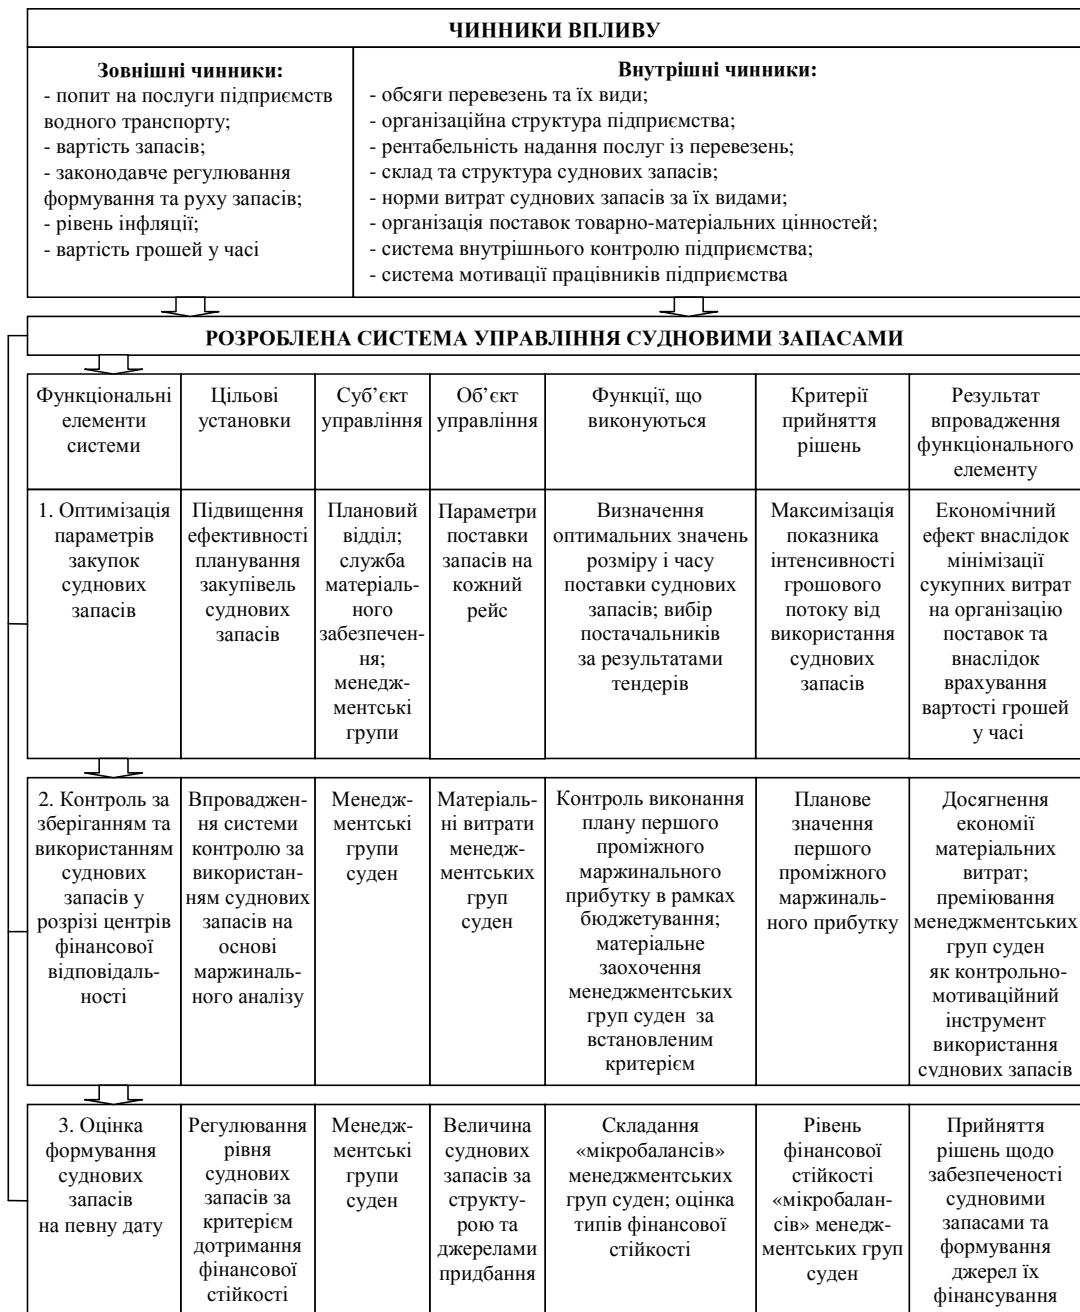 ЧИННИКИ ВПЛИВУ
Зовнішні чинники:
- попит на послуги підприємств
водного транспорту;
- вартість запасів;
- законодавче регулювання
формування та руху запасів;
- рівень інфляції;
- вартість грошей у часі
Внутрішні чинники:
- обсяги перевезень та їх види;
- організаційна структура підприємства;
- рентабельність надання послуг із перевезень;
- склад та структура суднових запасів;
- норми витрат суднових запасів за їх видами;
- організація поставок товарно-матеріальних цінностей;
- система внутрішнього контролю підприємства;
- система мотивації працівників підприємства
РОЗРОБЛЕНА СИСТЕМА УПРАВЛІННЯ СУДНОВИМИ ЗАПАСАМИ
Функціональні
елементи
системи
Цільові
установки
Суб’єкт
управління
Об’єкт
управління
Функції, що
виконуються
Критерії
прийняття
рішень
Результат
впровадження
функціонального
елементу
1. Оптимізація
параметрів
закупок
суднових
запасів
Підвищення
ефективності
планування
закупівель
суднових
запасів
Плановий
відділ;
служба
матеріаль-
ного
забезпечен-
ня;
менедж-
ментські
групи
Параметри
поставки
запасів на
кожний
рейс
Визначення
оптимальних значень
розміру і часу
поставки суднових
запасів; вибір
постачальників
за результатами
тендерів
Максимізація
показника
інтенсивності
грошового
потоку від
використання
суднових
запасів
Економічний
ефект внаслідок
мінімізації
сукупних витрат
на організацію
поставок та
внаслідок
врахування
вартості грошей
у часі
2. Контроль за
зберіганням та
використанням
суднових
запасів у
розрізі центрів
фінансової
відповідаль-
ності
Впроваджен-
ня системи
контролю за
використан-
ням суднових
запасів на
основі
маржиналь-
ного аналізу
Менедж-
ментські
групи
суден
Матеріаль-
ні витрати
менедж-
ментських
груп
суден
Контроль виконання
плану першого
проміжного
маржинального
прибутку в рамках
бюджетування;
матеріальне
заохочення
менеджментських
груп суден за
встановленим
критерієм
Планове
значення
першого
проміжного
маржиналь-
ного прибутку
Досягнення
економії
матеріальних
витрат;
преміювання
менеджментських
груп суден
як контрольно-
мотиваційний
інструмент
використання
суднових запасів
3. Оцінка
формування
суднових
запасів
на певну дату
Регулювання
рівня
суднових
запасів за
критерієм
дотримання
фінансової
стійкості
Менедж-
ментські
групи
суден
Величина
суднових
запасів за
структу-
рою та
джерелами
придбання
Складання
«мікробалансів»
менеджментських
груп суден; оцінка
типів фінансової
стійкості
Рівень
фінансової
стійкості
«мікробалан-
сів» менедж-
ментських груп
суден
Прийняття
рішень щодо
забезпеченості
судновими
запасами та
формування
джерел їх
фінансування